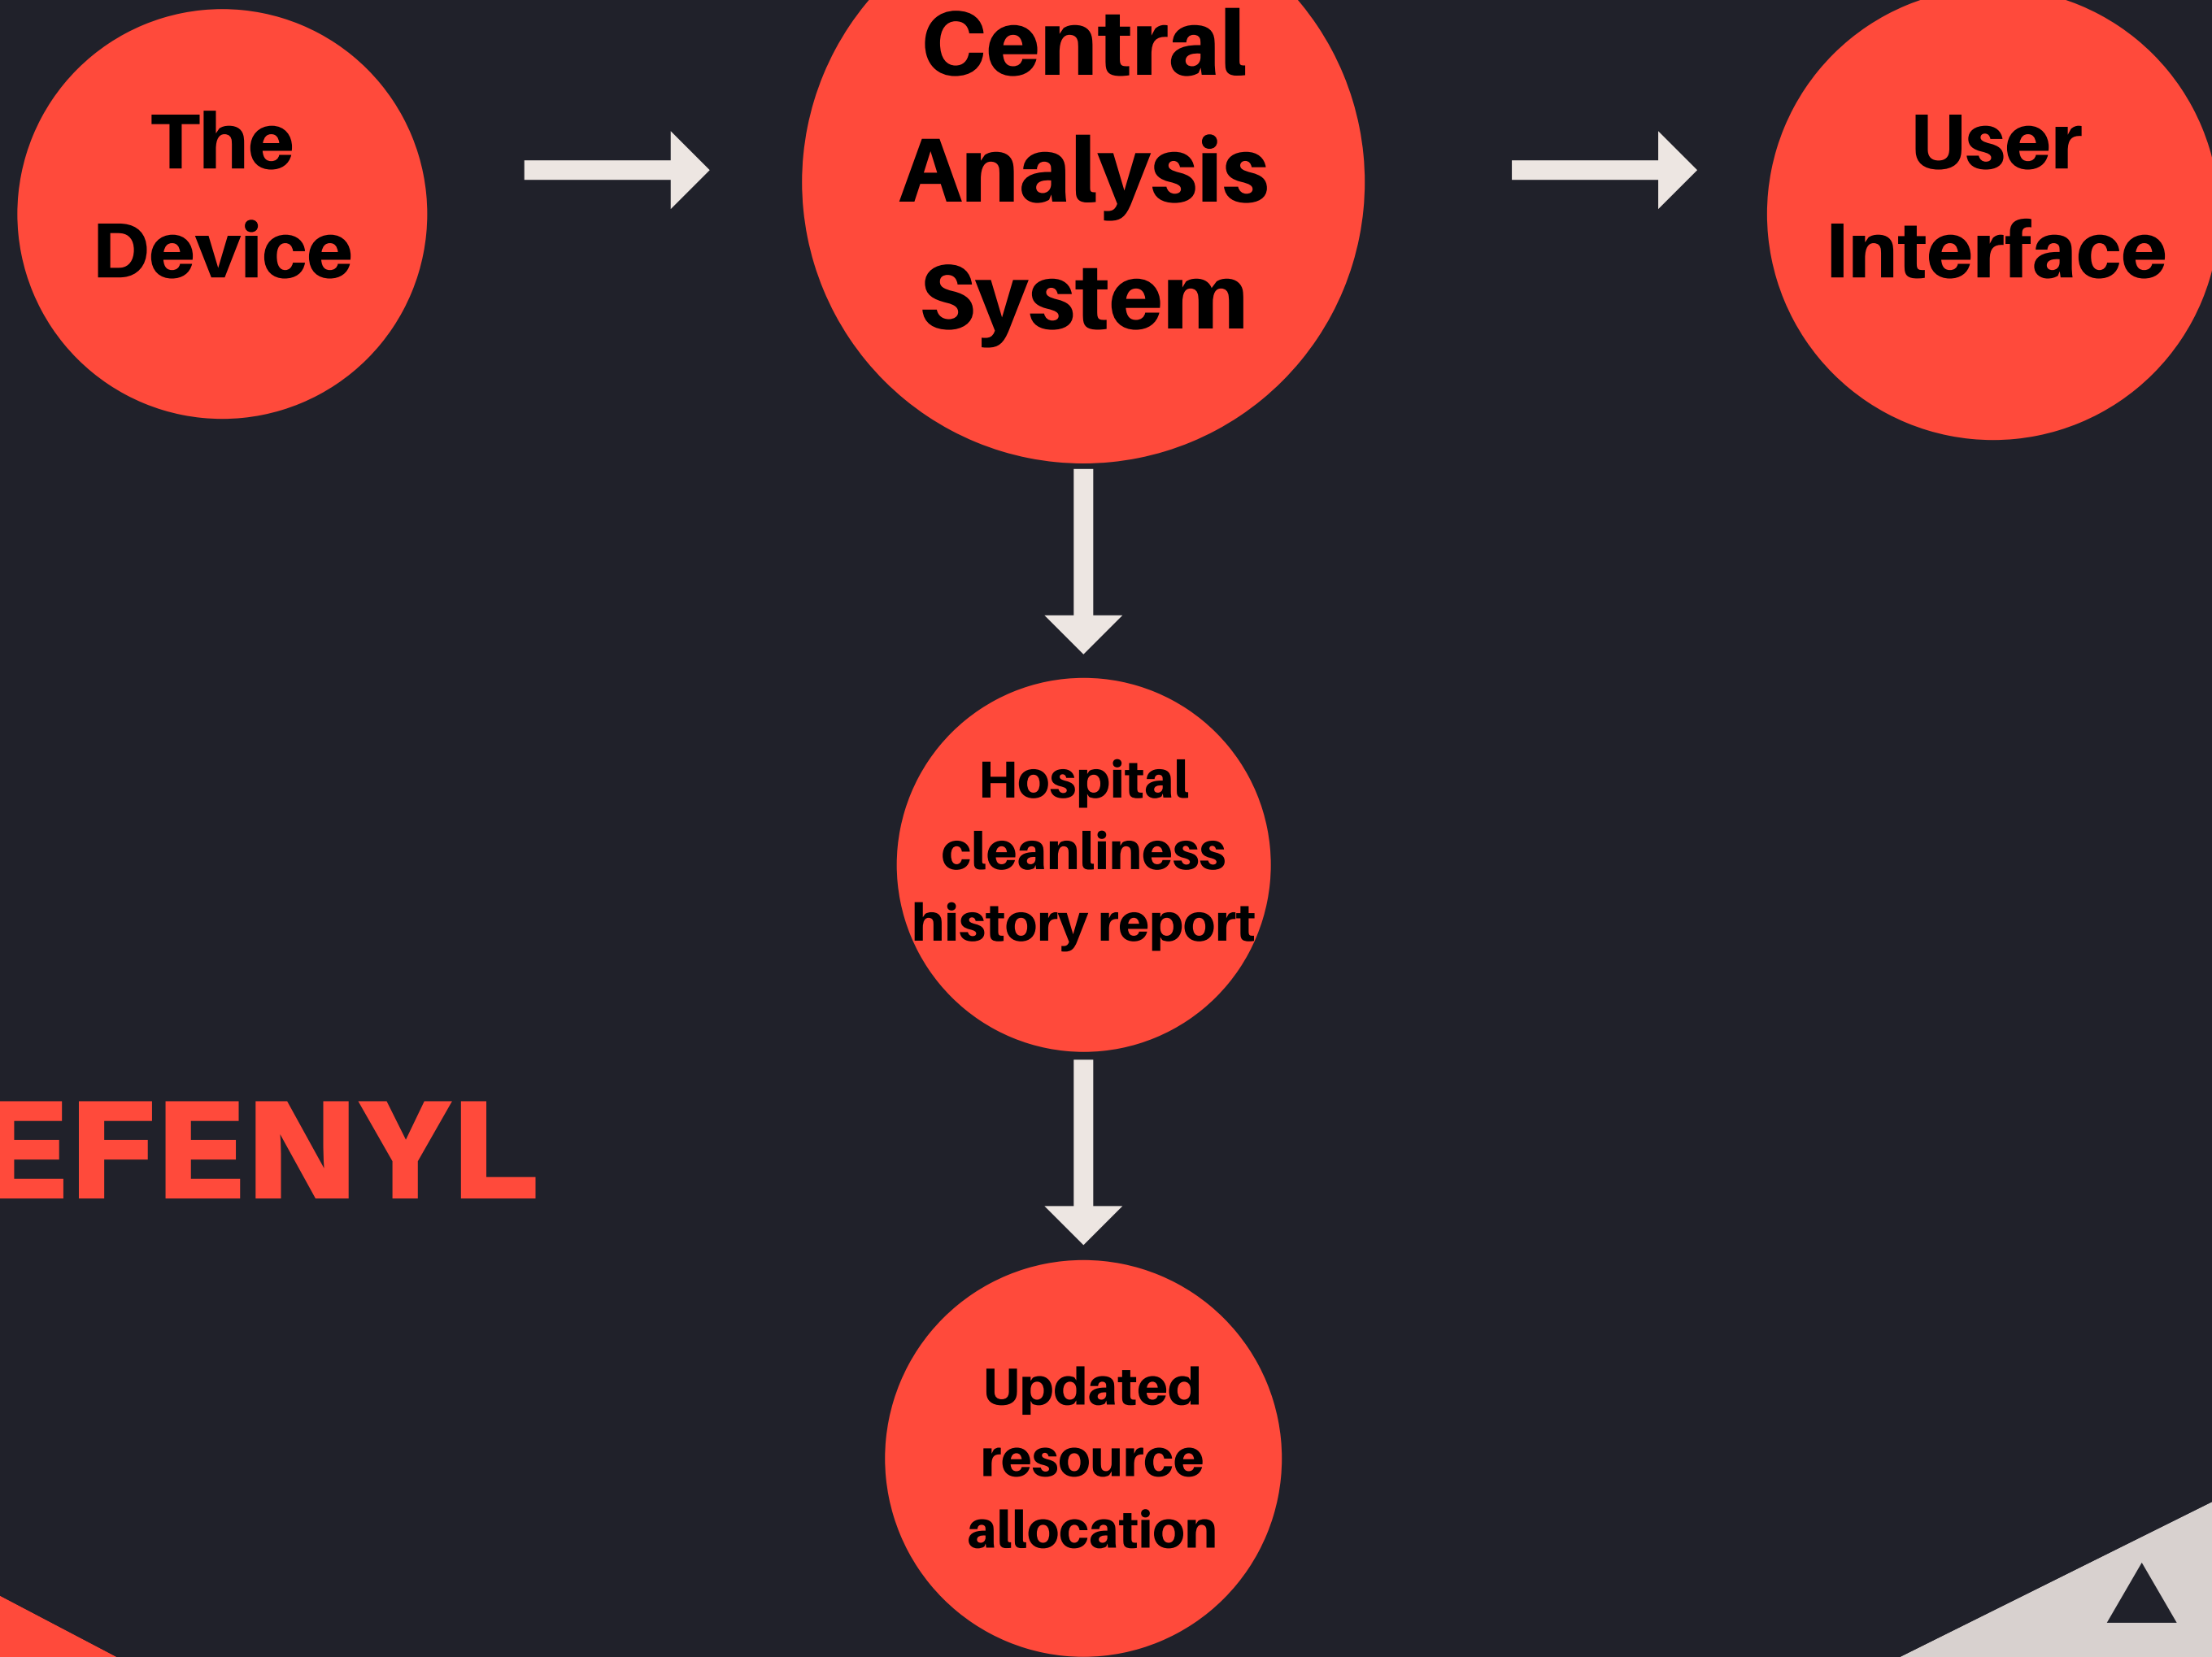 The
Device
Central
Analysis
System
User
Interface
Hospital
cleanliness
history report
EFENYL
Updated
resource
allocation